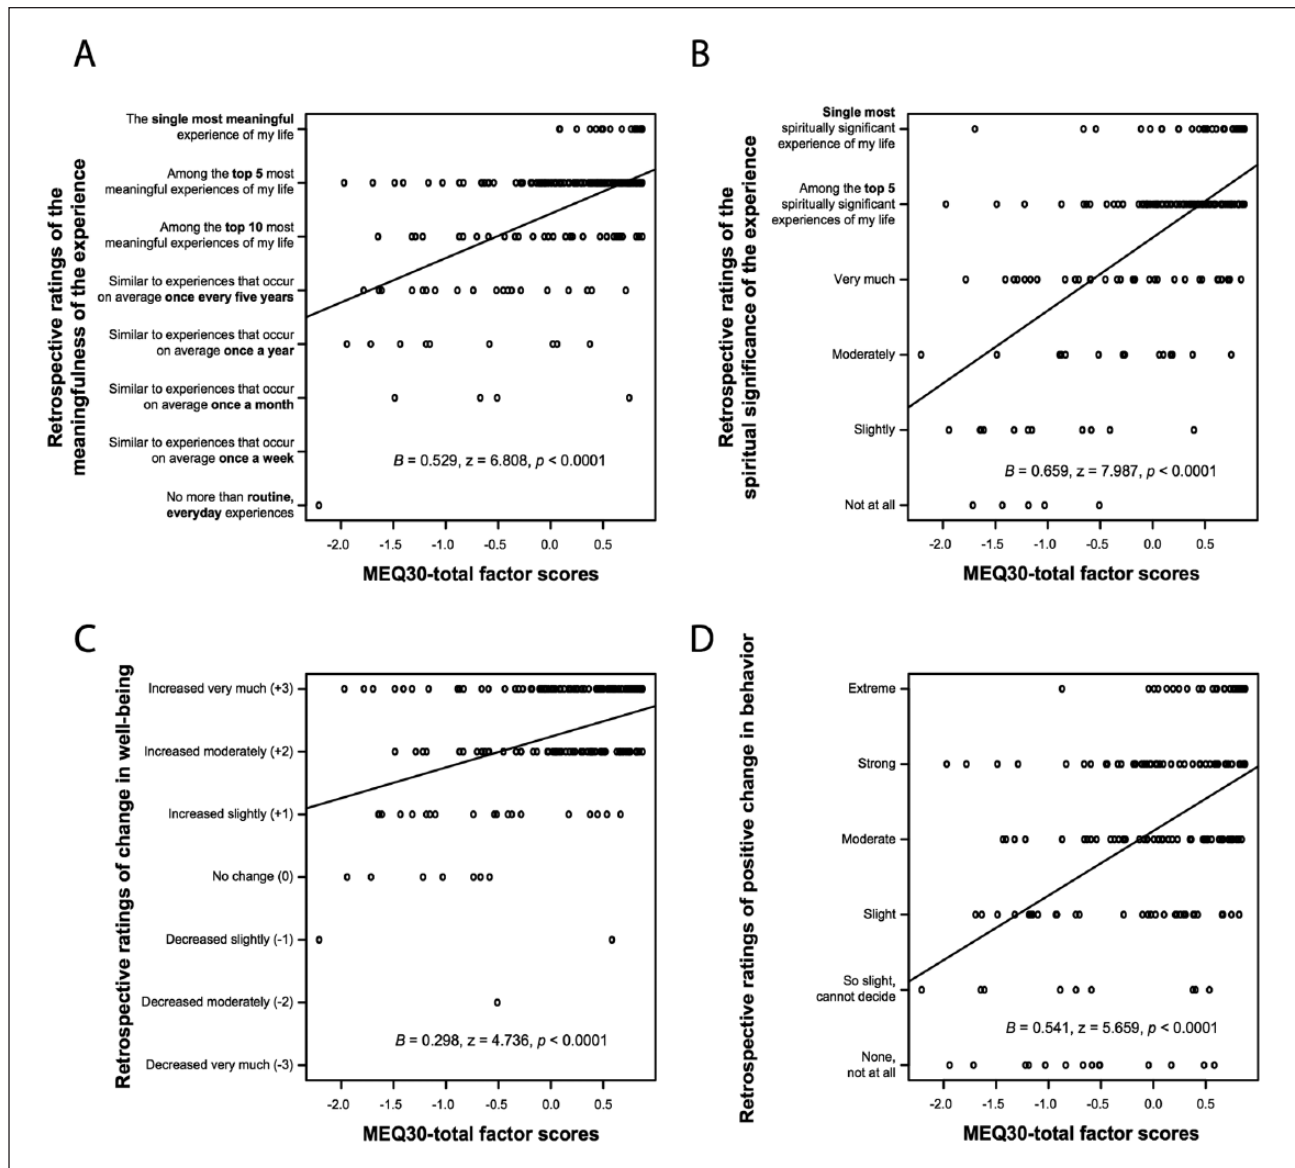 A
Retrospective ratings of the
meaningfulness of the experience
The single most meaningful
experience of my life
Among the top 5 most
meaningful experiences of my life
Among the top 10 most
meaningful experiences of my life
Similar to experiences that occur
on average once every five years
Similar to experiences that occur
on average once a year
Similar to experiences that occur
on average once a month
Similar to experiences that occur
on average once a week
No more than routine,
everyday experiences
B = 0.529, z = 6.808, p < 0.0001
-2.0 -1.5 -1.0 -0.5 0.0 0.5
MEQ30-total factor scores
B
Retrospective ratings of the
spiritual significance of the experience
Single most
spiritually significant
experience of my life
Among the top 5
spiritually significant
experiences of my life
Very much
Moderately
Slightly
Not at all
B = 0.659, z = 7.987, p < 0.0001
-2.0 -1.5 -1.0 -0.5 0.0 0.5
MEQ30-total factor scores
C
Retrospective ratings of change in well-being
Increased very much (+3)
Increased moderately (+2)
Increased slightly (+1)
No change (0)
Decreased slightly (-1)
Decreased moderately (-2)
Decreased very much (-3)
B = 0.298, z = 4.736, p < 0.0001
-2.0 -1.5 -1.0 -0.5 0.0 0.5
MEQ30-total factor scores
D
Retrospective ratings of positive change in behavior
Extreme
Strong
Moderate
Slight
So slight,
cannot decide
None,
not at all
B = 0.541, z = 5.659, p < 0.0001
-2.0 -1.5 -1.0 -0.5 0.0 0.5
MEQ30-total factor scores